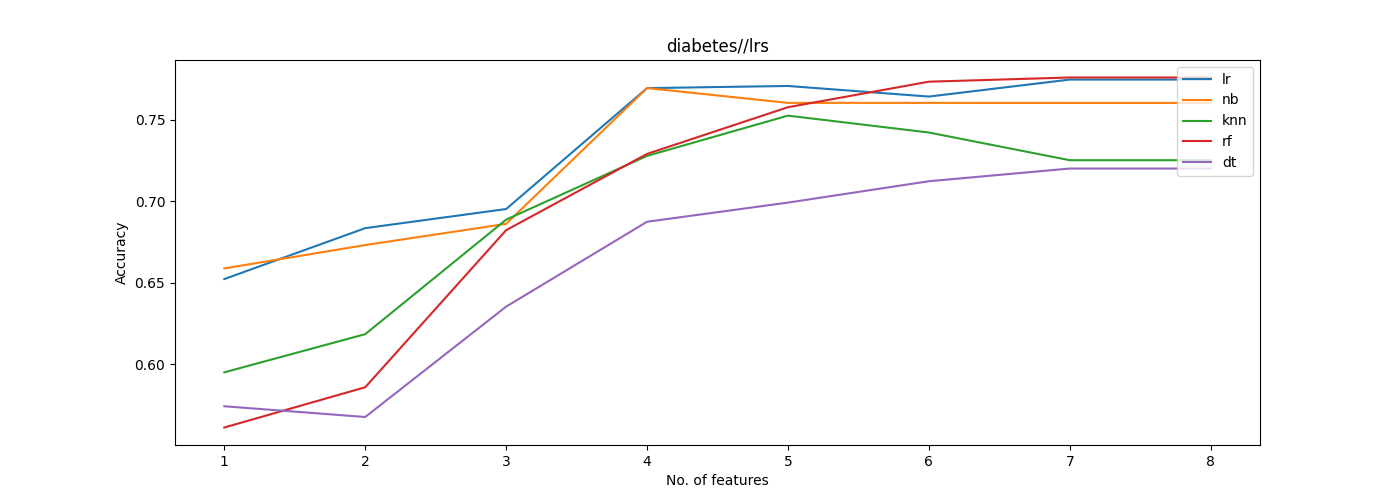 diabetes//lrs
lr
nb
knn
rf
dt
Accuracy
0.75
0.70
0.65
0.60
1 2 3 4 5 6 7 8
No. of features